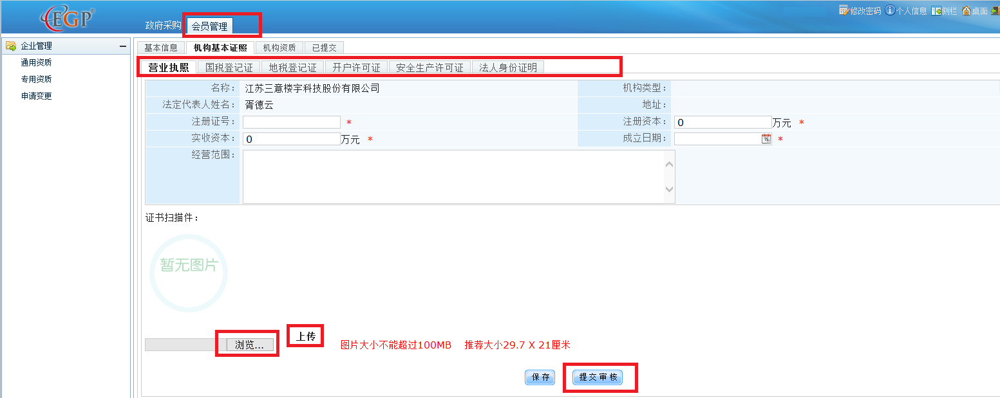 CEGP®
政府采购 会员管理
修改密码 个人信息 侧栏 桌面
企业管理
通用资质
专用资质
申请变更
基本信息 机构基本证照 机构资质 已提交
营业执照 国税登记证 地税登记证 开户许可证 安全生产许可证 法人身份证明
名称： 江苏三意楼宇科技股份有限公司 机构类型：
法定代表人姓名： 胥德云 地址：
注册证号： * 注册资本： 0 万元 *
实收资本： 0 万元 * 成立日期： 15 *
经营范围：
证书扫描件：
暂无图片
浏览... 上传 图片大小不能超过100MB 推荐大小29.7 X 21厘米
保存 提交审核